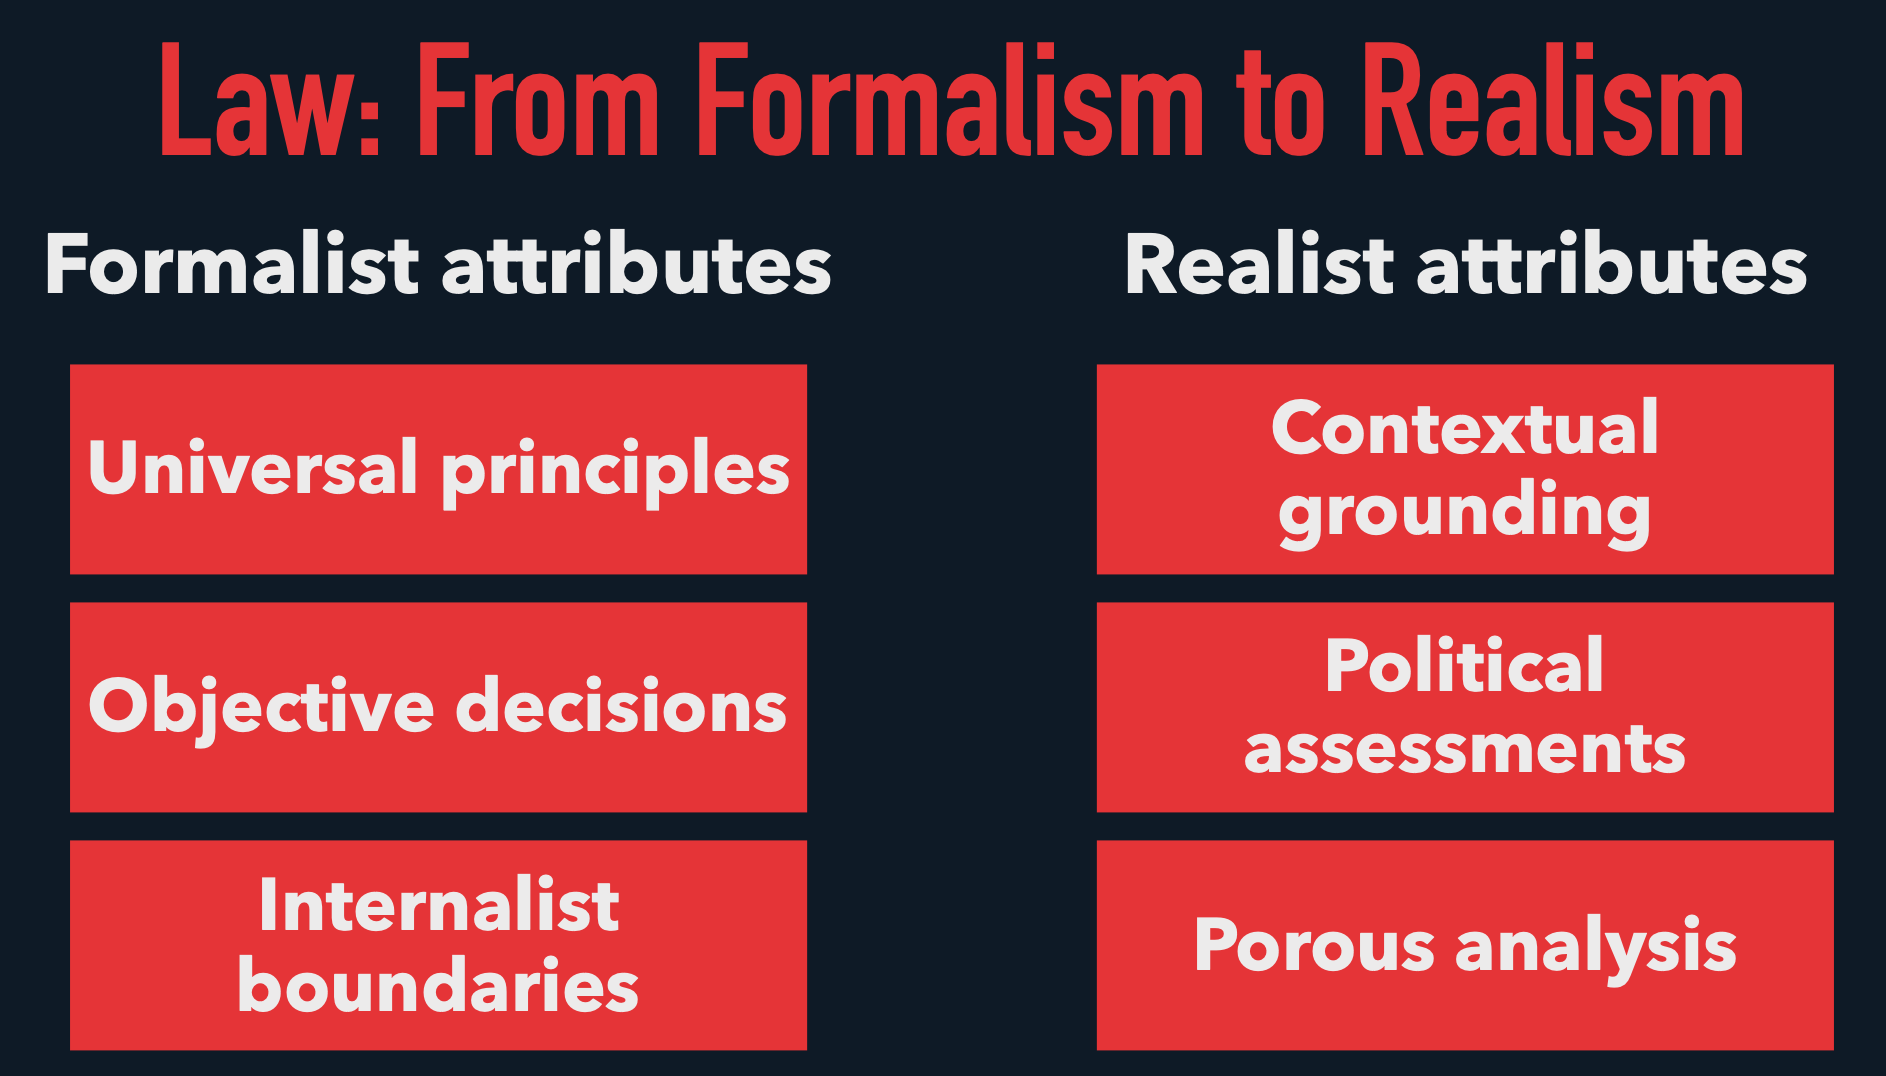 Law: From Formalism to Realism
Formalist attributes
Universal principles
Objective decisions
Internalist
boundaries
Realist attributes
Contextual
grounding
Political
assessments
Porous analysis